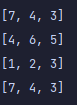 [7, 4, 3]
[4, 6, 5]
[1, 2, 3]
[7, 4, 3]